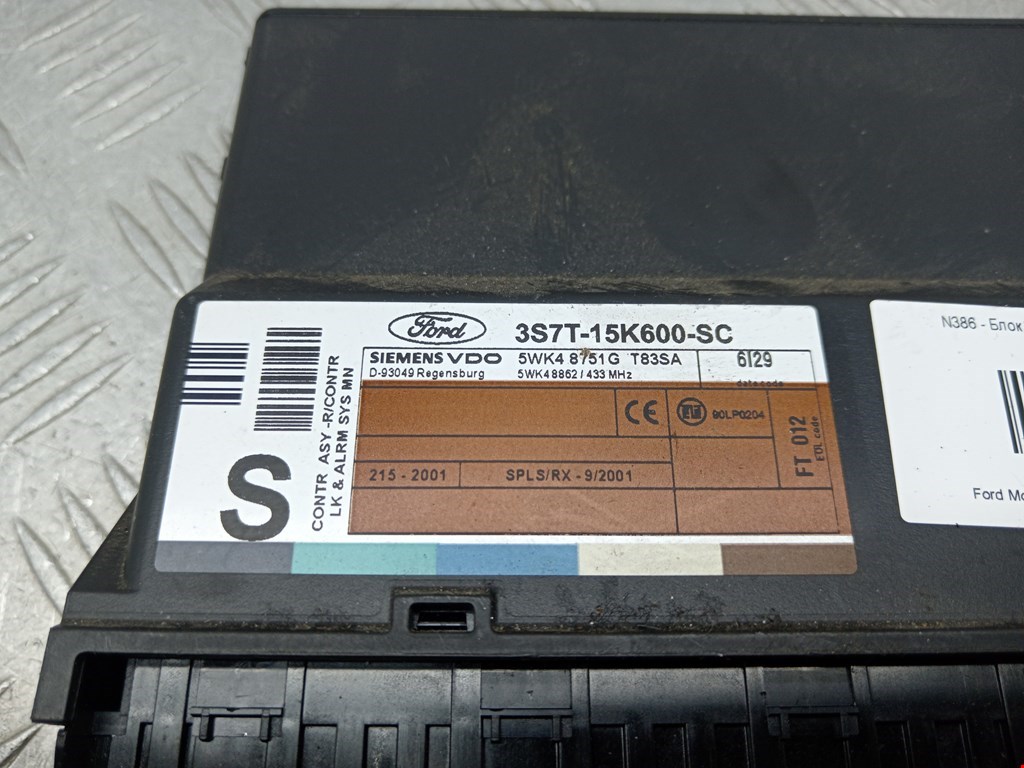 Ford
3S7T-15K600-SC
SIEMENS VDO 5WK4 8751G T83SA 6|29
D-93049 Regensburg 5WK4 8862 / 433 MHz
date code
CE
90LP0204
FT 012
EOL code
215 - 2001 SPLS/RX - 9/2001
CONTR ASY -R/CONTR
LK & ALRM SYS MN
S
N386 - Блок
Ford